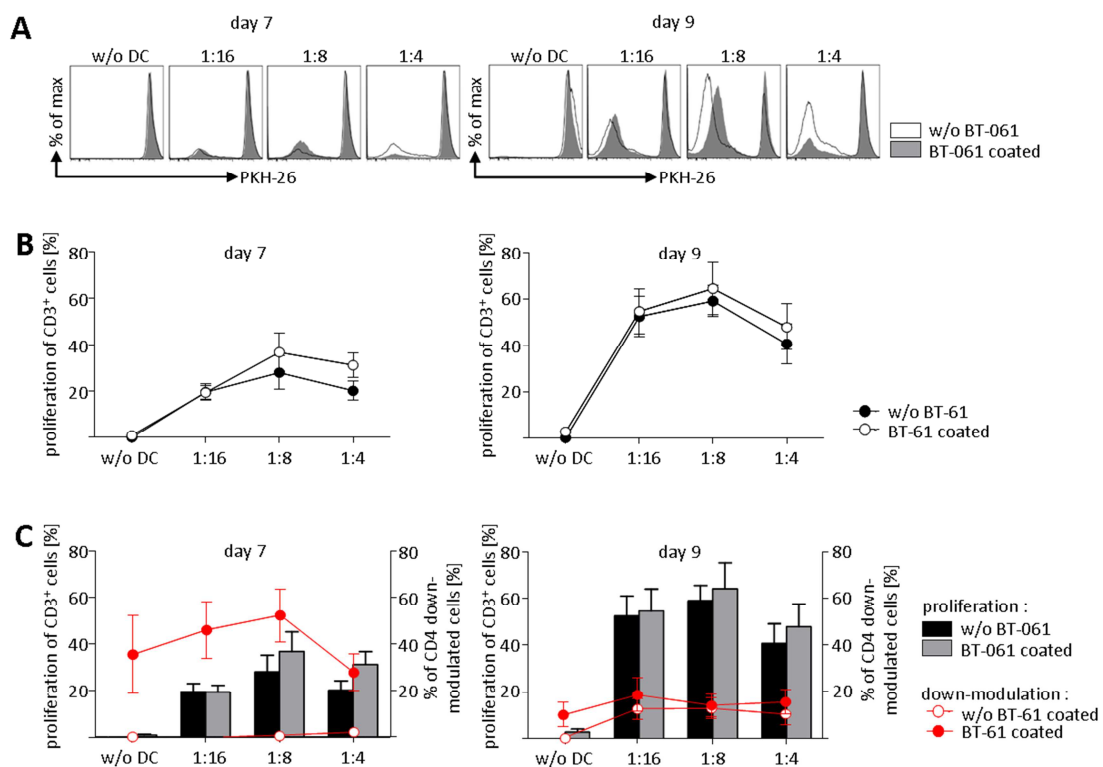 A
day 7
day 9
w/o DC 1:16 1:8 1:4
w/o DC 1:16 1:8 1:4
% of max
% of max
w/o BT-061
BT-061 coated
PKH-26
PKH-26
B
proliferation of CD3+ cells [%]
day 7
80
60
40
20
w/o DC 1:16 1:8 1:4
proliferation of CD3+ cells [%]
day 9
80
60
40
20
w/o DC 1:16 1:8 1:4
w/o BT-61
BT-61 coated
C
proliferation of CD3+ cells [%]
day 7
80
60
40
20
80
60
40
20
% of CD4 down-
modulated cells [%]
w/o DC 1:16 1:8 1:4
proliferation of CD3+ cells [%]
day 9
80
60
40
20
80
60
40
20
% of CD4 down-
modulated cells [%]
w/o DC 1:16 1:8 1:4
proliferation :
w/o BT-061
BT-061 coated
down-modulation :
w/o BT-61 coated
BT-61 coated